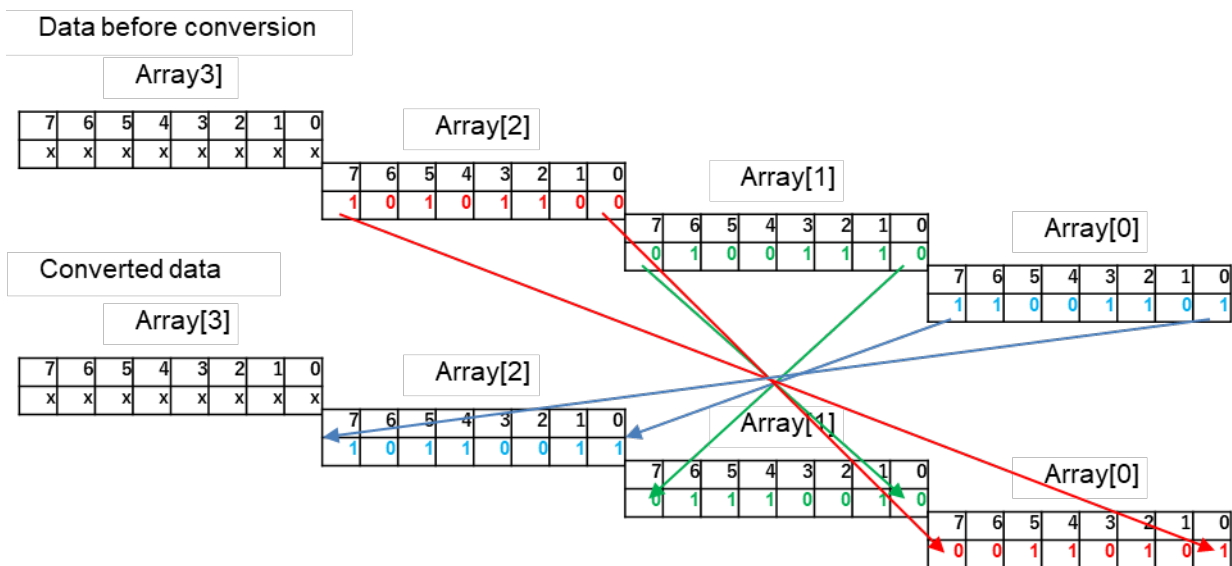 Data before conversion
Array3]
7 6 5 4 3 2 1 0
x x x x x x x x
Array[2]
7 6 5 4 3 2 1 0
1 0 1 0 1 1 0 0
Array[1]
7 6 5 4 3 2 1 0
0 1 0 0 1 1 1 0
Array[0]
7 6 5 4 3 2 1 0
1 1 0 0 1 1 0 1
Converted data
Array[3]
7 6 5 4 3 2 1 0
x x x x x x x x
Array[2]
7 6 5 4 3 2 1 0
1 0 1 1 0 0 1 1
Array[1]
7 6 5 4 3 2 1 0
0 1 1 1 0 0 1 0
Array[0]
7 6 5 4 3 2 1 0
0 0 1 1 0 1 0 1